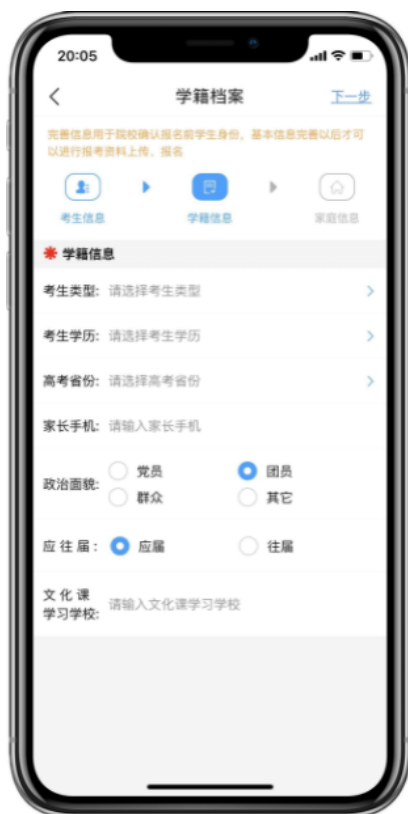 20:05
学籍档案
下一步
完善信息用于院校确认报名前学生身份。基本信息完善以后才可
以进行报考资料上传、报名
考生信息
学籍信息
家庭信息
学籍信息
考生类型: 请选择考生类型
考生学历: 请选择考生学历
高考省份: 请选择高考省份
家长手机: 请输入家长手机
政治面貌:
党员 团员
群众 其它
应往届: 应届 往届
文化课
学习学校: 请输入文化课学习学校